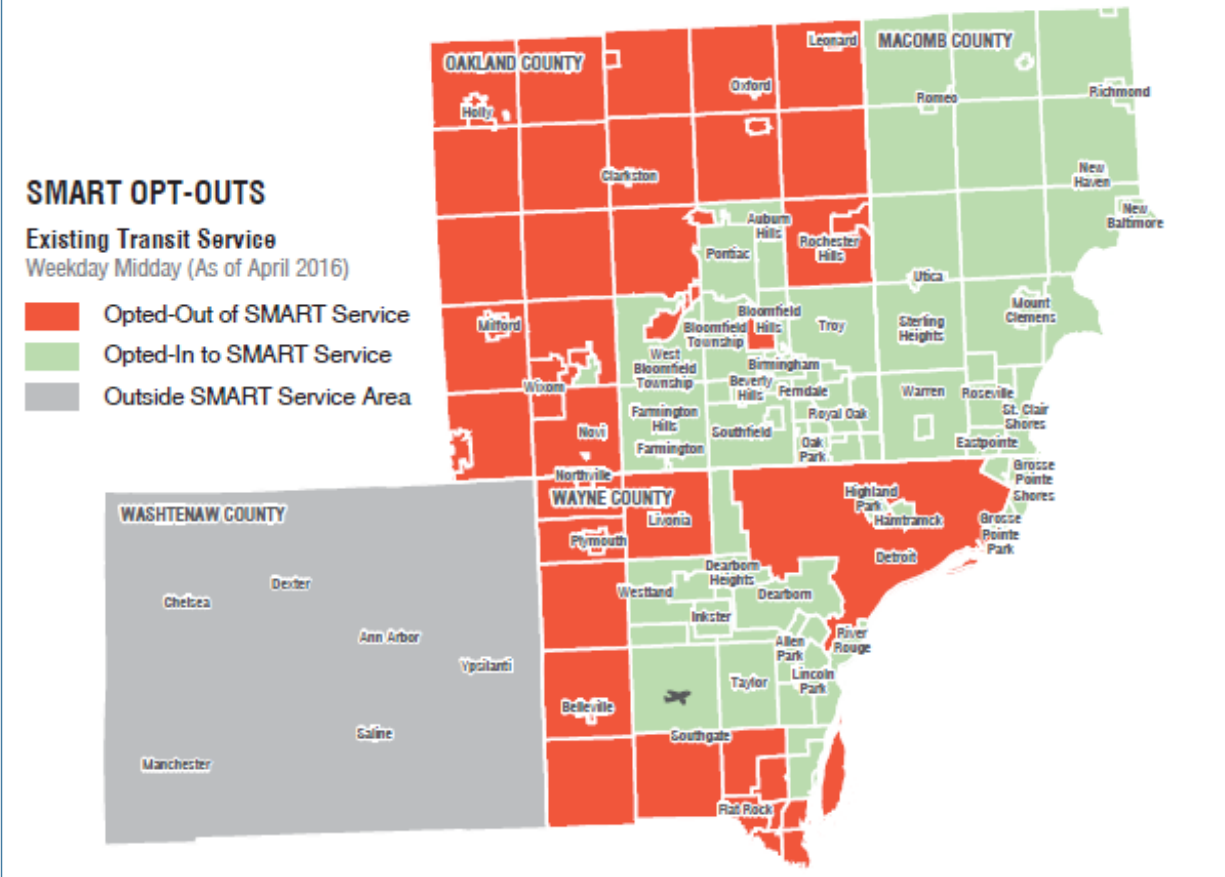 OAKLAND COUNTY
Leonard
MACOMB COUNTY
Oxford
Holly
Romeo
Richmond
Clarkston
New
Haven
SMART OPT-OUTS
Existing Transit Service
Weekday Midday (As of April 2016)
Opted-Out of SMART Service
Opted-In to SMART Service
Outside SMART Service Area
Auburn
Hills
New
Baltimore
Pontiac
Rochester
Hills
Utica
Milford
Bloomfield
Hills
Bloomfield
Township
Troy
Sterling
Heights
Mount
Clemens
West
Bloomfield
Township
Birmingham
Wixom
Beverly
Hills
Ferndale
Warren
Roseville
Farmington
Hills
Royal Oak
St. Clair
Shores
Novi
Southfield
Farmington
Oak
Park
Eastpointe
Northville
Grosse
Pointe
Shores
WASHTENAW COUNTY
WAYNE COUNTY
Livonia
Highland
Park
Hamtramck
Grosse
Pointe
Park
Plymouth
Detroit
Dearborn
Heights
Dexter
Westland
Dearborn
Chelsea
Inkster
Ann Arbor
Allen
Park
River
Rouge
Ypsilanti
Taylor
Lincoln
Park
Belleville
Saline
Southgate
Manchester
Flat Rock